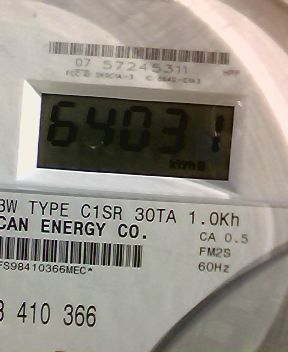 07 57245311
64031
kWh
3W TYPE C1SR 30TA 1.0Kh
CAN ENERGY CO.
CA 0.5
FM2S
60Hz
FS98410366MEC*
8 410 366